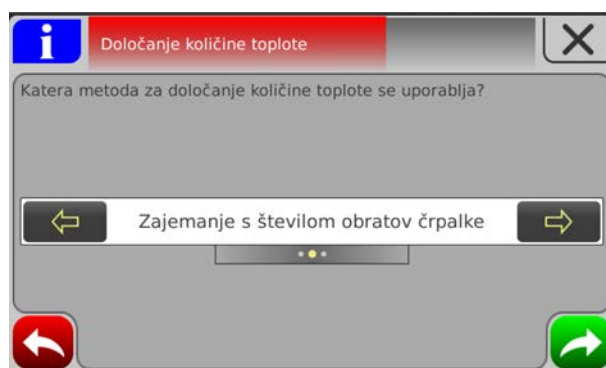 i
Določanje količine toplote
Katera metoda za določanje količine toplote se uporablja?
Zajemanje s številom obratov črpalke